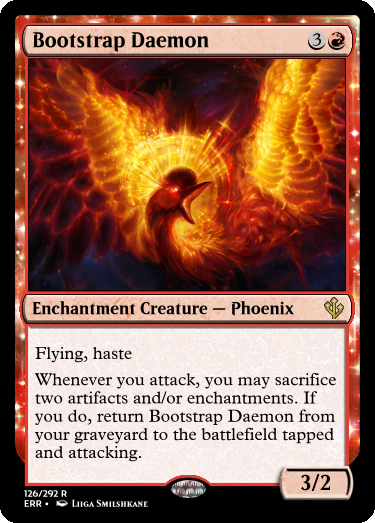 Bootstrap Daemon 3
Enchantment Creature — Phoenix
Flying, haste
Whenever you attack, you may sacrifice
two artifacts and/or enchantments. If
you do, return Bootstrap Daemon from
your graveyard to the battlefield tapped
and attacking.
3/2
126/292 R
ERR • Liiga Smilshkane